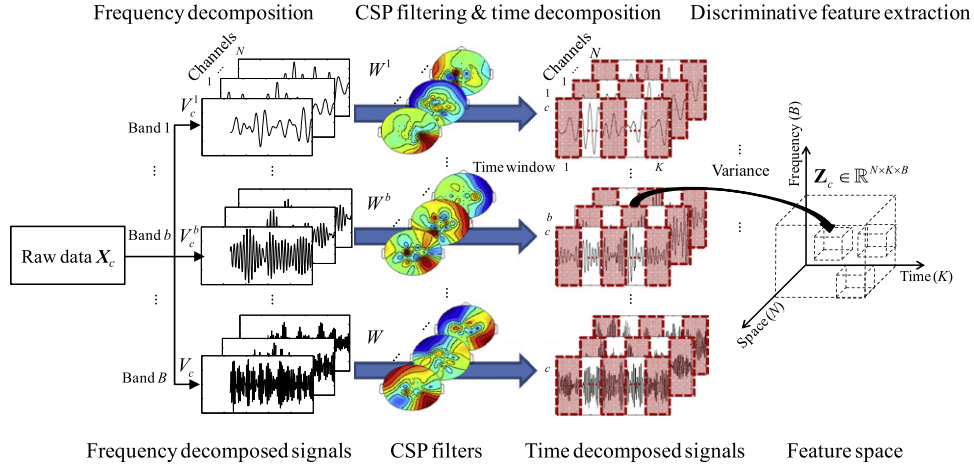 Frequency decomposition
CSP filtering & time decomposition
Discriminative feature extraction
Channels
1 ... N
V_c^1
Band 1
W^1
Channels
1 ... N
1
c
Time window
1
K
Variance
Frequency (B)
Z_c ∈ ℝ^{N×K×B}
Raw data X_c
Band b
V_c^b
W^b
b
c
Time (K)
Space (N)
Band B
V_c
W
c
Frequency decomposed signals
CSP filters
Time decomposed signals
Feature space